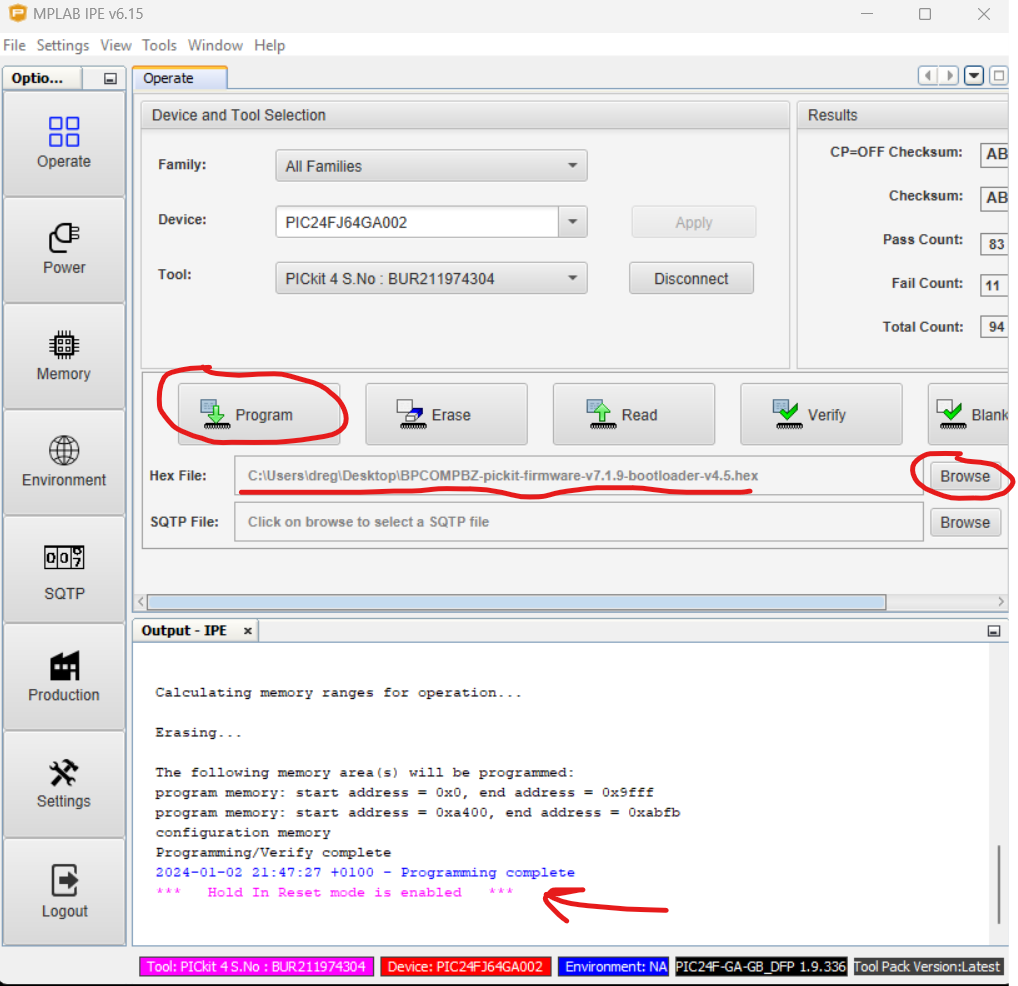 MPLAB IPE v6.15
File Settings View Tools Window Help
Optio...
Operate
Power
Memory
Environment
SQTP
Production
Settings
Logout
Operate
Device and Tool Selection
Family: All Families
Device: PIC24FJ64GA002 Apply
Tool: PICkit 4 S.No : BUR211974304 Disconnect
Results
CP=OFF Checksum: AB
Checksum: AB
Pass Count: 83
Fail Count: 11
Total Count: 94
Program Erase Read Verify Blank
Hex File: C:\Users\dreg\Desktop\BPCOMPBZ-pickit-firmware-v7.1.9-bootloader-v4.5.hex Browse
SQTP File: Click on browse to select a SQTP file Browse
Output - IPE ×
Calculating memory ranges for operation...
Erasing...
The following memory area(s) will be programmed:
program memory: start address = 0x0, end address = 0x9fff
program memory: start address = 0xa400, end address = 0xabfb
configuration memory
Programming/Verify complete
2024-01-02 21:47:27 +0100 - Programming complete
*** Hold In Reset mode is enabled ***
Tool: PICkit 4 S.No : BUR211974304 Device: PIC24FJ64GA002 Environment: NA PIC24F-GA-GB_DFP 1.9.336 Tool Pack Version:Latest